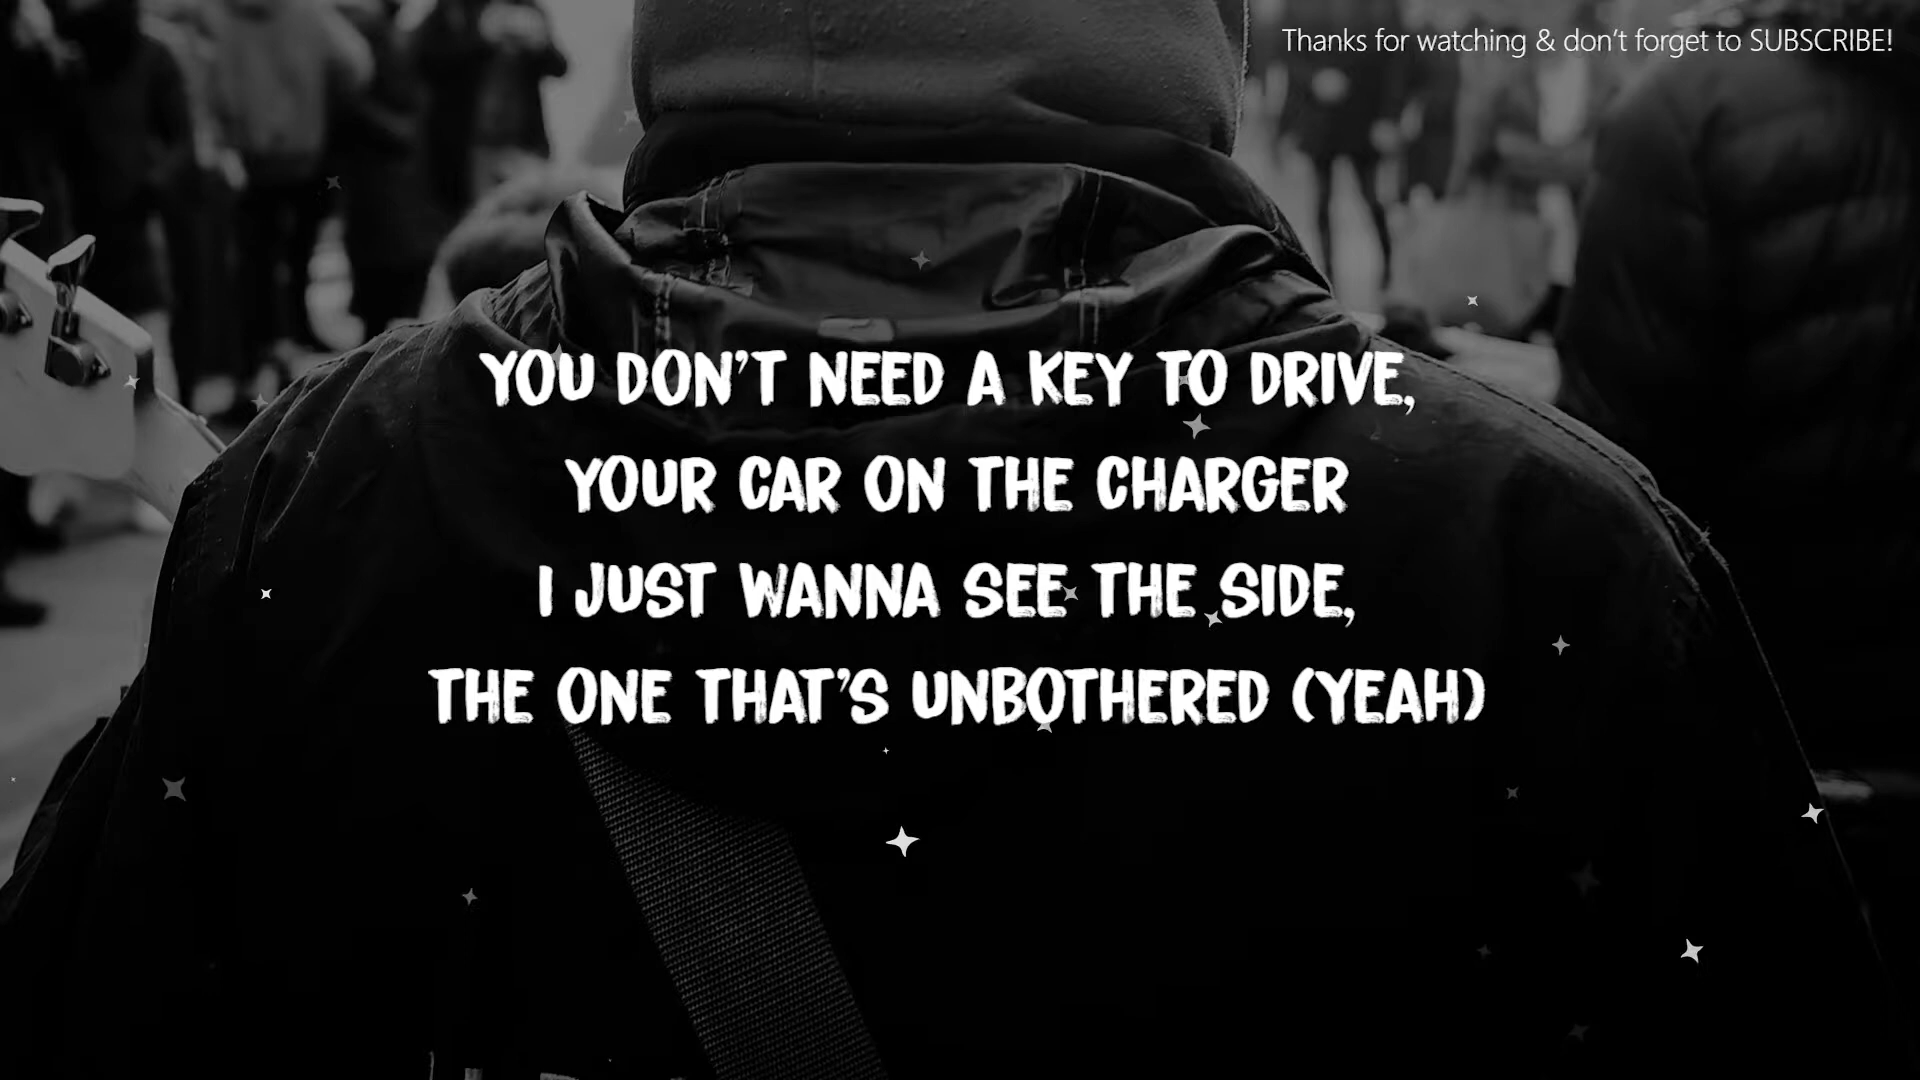 Thanks for watching & don't forget to SUBSCRIBE!
YOU DON'T NEED A KEY TO DRIVE,
YOUR CAR ON THE CHARGER
I JUST WANNA SEE THE SIDE,
THE ONE THAT'S UNBOTHERED (YEAH)